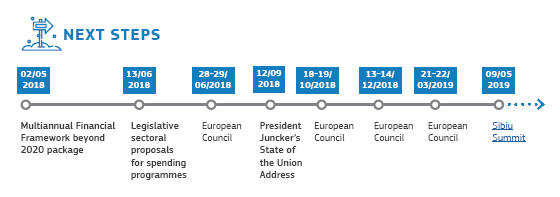 NEXT STEPS
02/05
2018
13/06
2018
28-29/
06/2018
12/09
2018
18-19/
10/2018
13-14/
12/2018
21-22/
03/2019
09/05
2019
Multiannual Financial
Framework beyond
2020 package
Legislative
sectoral
proposals
for spending
programmes
European
Council
President
Juncker's
State of
the Union
Address
European
Council
European
Council
European
Council
Sibiu
Summit